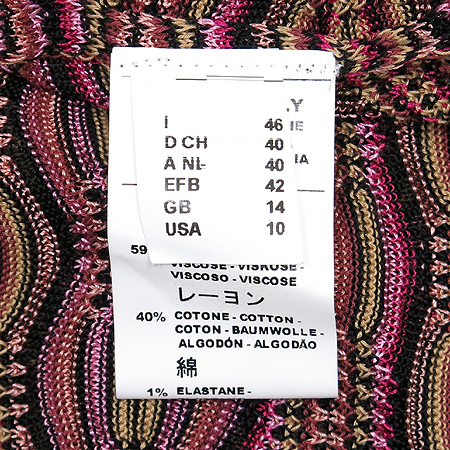 .Y
I 46
IE
D CH 40
A NL 40
IA
EFB 42
GB 14
USA 10
59
VISCOSE - VISKOSE -
VISCOSO - VISCOSE
レーヨン
40% COTONE - COTTON -
COTON - BAUMWOLLE -
ALGODÓN - ALGODÃO
綿
1% ELASTANE -